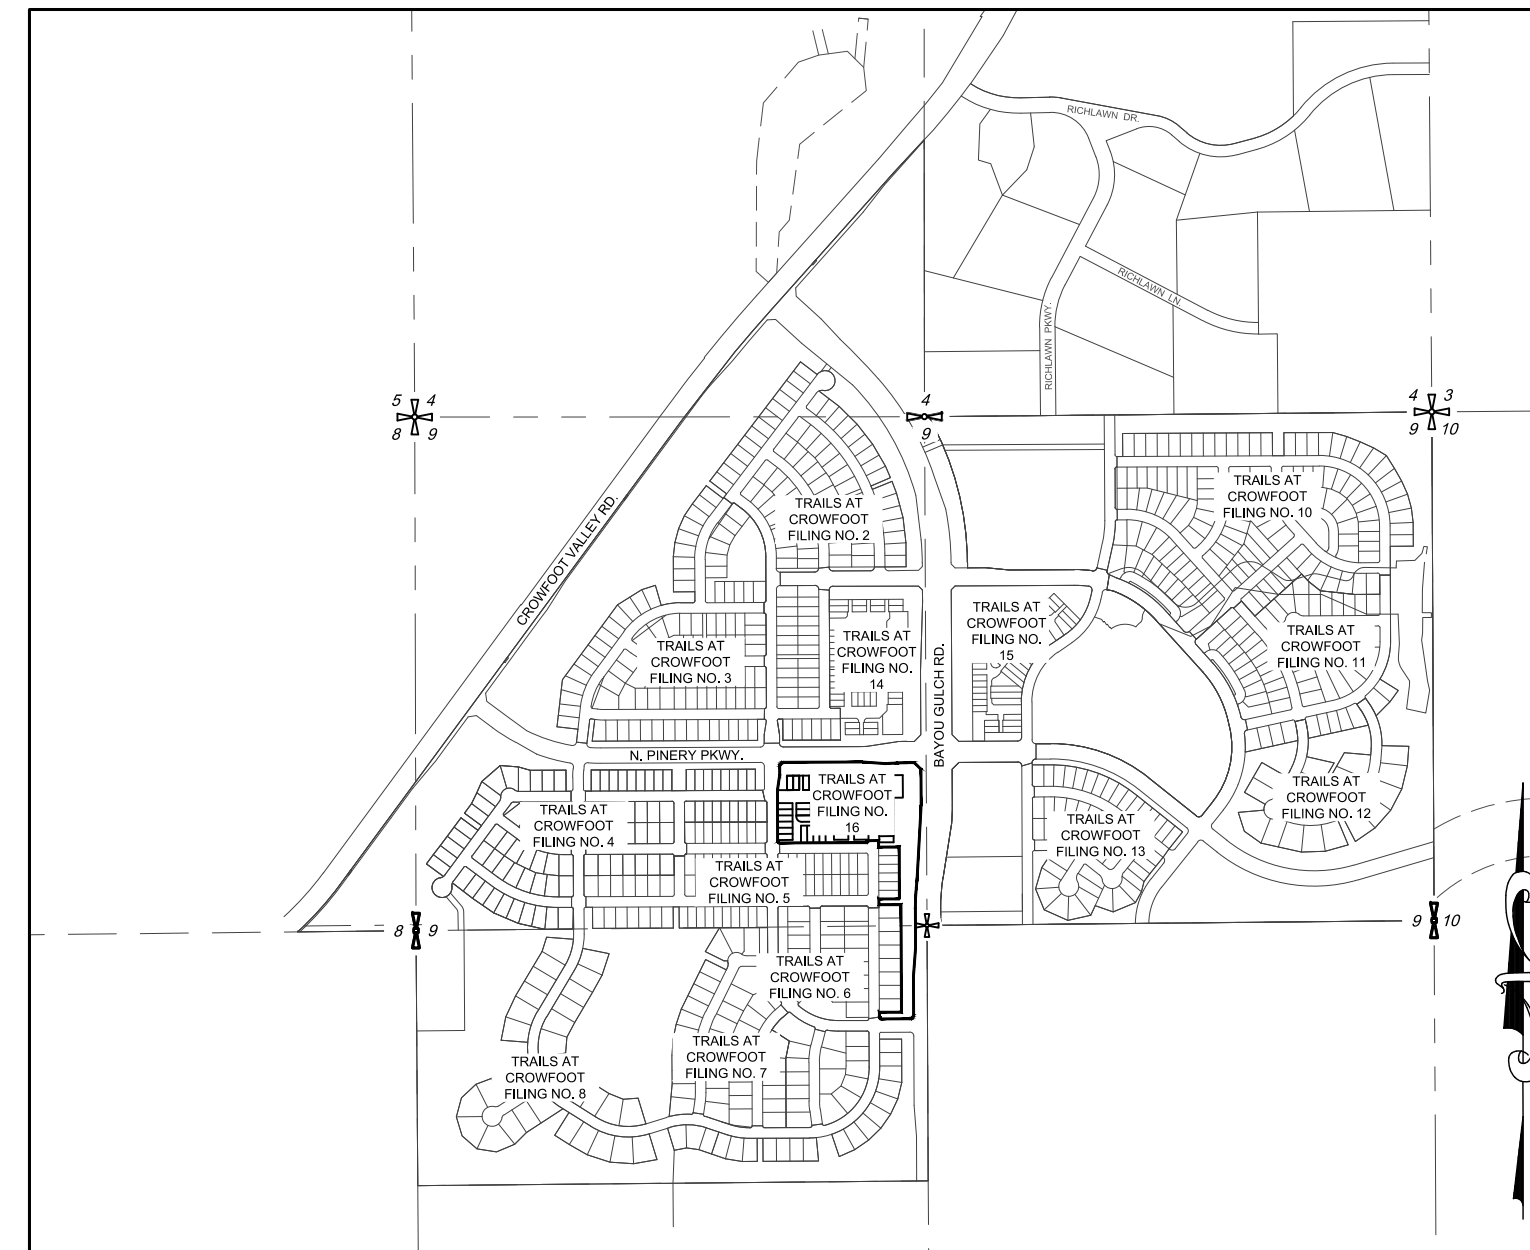 RICHLAWN DR.
RICHLAWN LN.
RICHLAWN PKWY.
5 4
8 9
4
9
4 3
9 10
CROWFOOT VALLEY RD.
TRAILS AT
CROWFOOT
FILING NO. 2
TRAILS AT
CROWFOOT
FILING NO. 10
TRAILS AT
CROWFOOT
FILING NO. 3
TRAILS AT
CROWFOOT
FILING NO.
14
TRAILS AT
CROWFOOT
FILING NO.
15
TRAILS AT
CROWFOOT
FILING NO. 11
BAYOU GULCH RD.
N. PINERY PKWY.
TRAILS AT
CROWFOOT
FILING NO. 4
TRAILS AT
CROWFOOT
FILING NO.
16
TRAILS AT
CROWFOOT
FILING NO. 13
TRAILS AT
CROWFOOT
FILING NO. 12
TRAILS AT
CROWFOOT
FILING NO. 5
8 9
9 10
TRAILS AT
CROWFOOT
FILING NO. 6
TRAILS AT
CROWFOOT
FILING NO. 7
TRAILS AT
CROWFOOT
FILING NO. 8